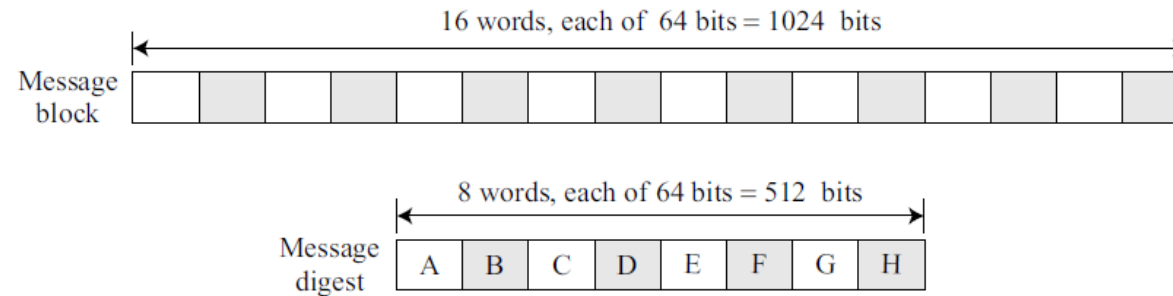 16 words, each of 64 bits = 1024 bits
Message
block
8 words, each of 64 bits = 512 bits
Message
digest
A B C D E F G H